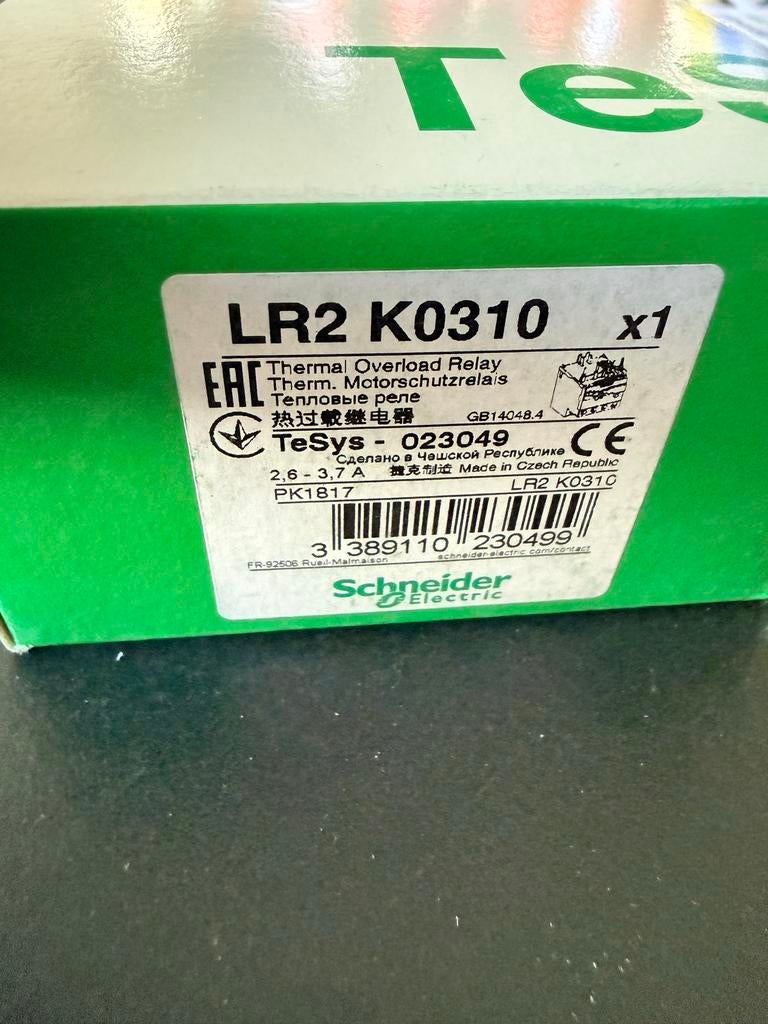 TeS
LR2 K0310 x1
EAC Thermal Overload Relay
Therm. Motorschutzrelais
Тепловые реле
热过载继电器 GB14048.4
TeSys - 023049 CE
Сделано в Чешской Республике
2,6 - 3,7 A 捷克制造 Made in Czech Republic
PK1817 LR2 K0310
3 389110 230499
FR-92506 Rueil-Malmaison schneider-electric.com/contact
Schneider
Electric